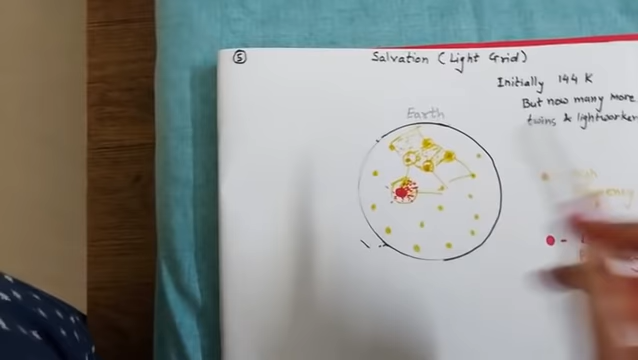 ⑤
Salvation (Light Grid)
Initially 144 K
But now many more
twins & lightworker
Earth